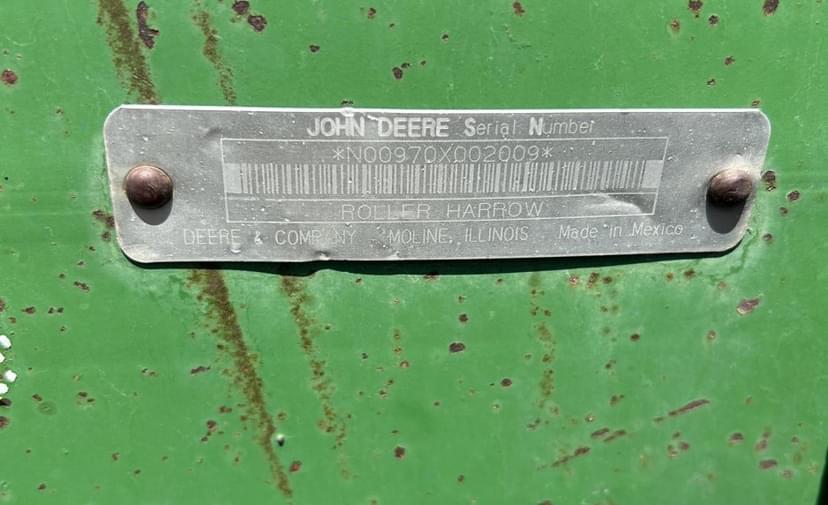 JOHN DEERE Serial Number
*N00970X002009*
ROLLER HARROW
DEERE & COMPANY MOLINE, ILLINOIS Made in Mexico